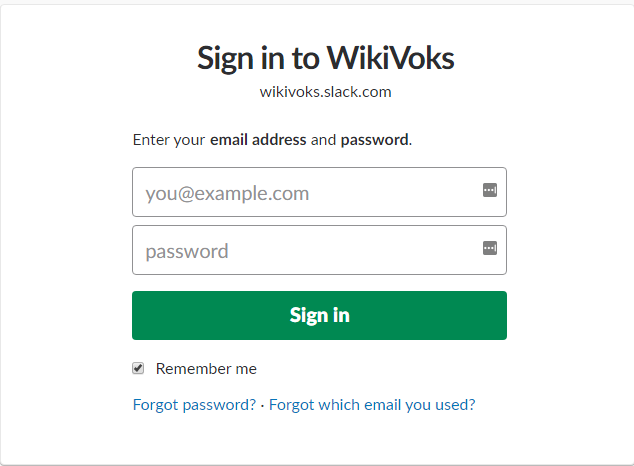 Sign in to WikiVoks
wikivoks.slack.com
Enter your email address and password.
you@example.com
password
Sign in
Remember me
Forgot password? · Forgot which email you used?